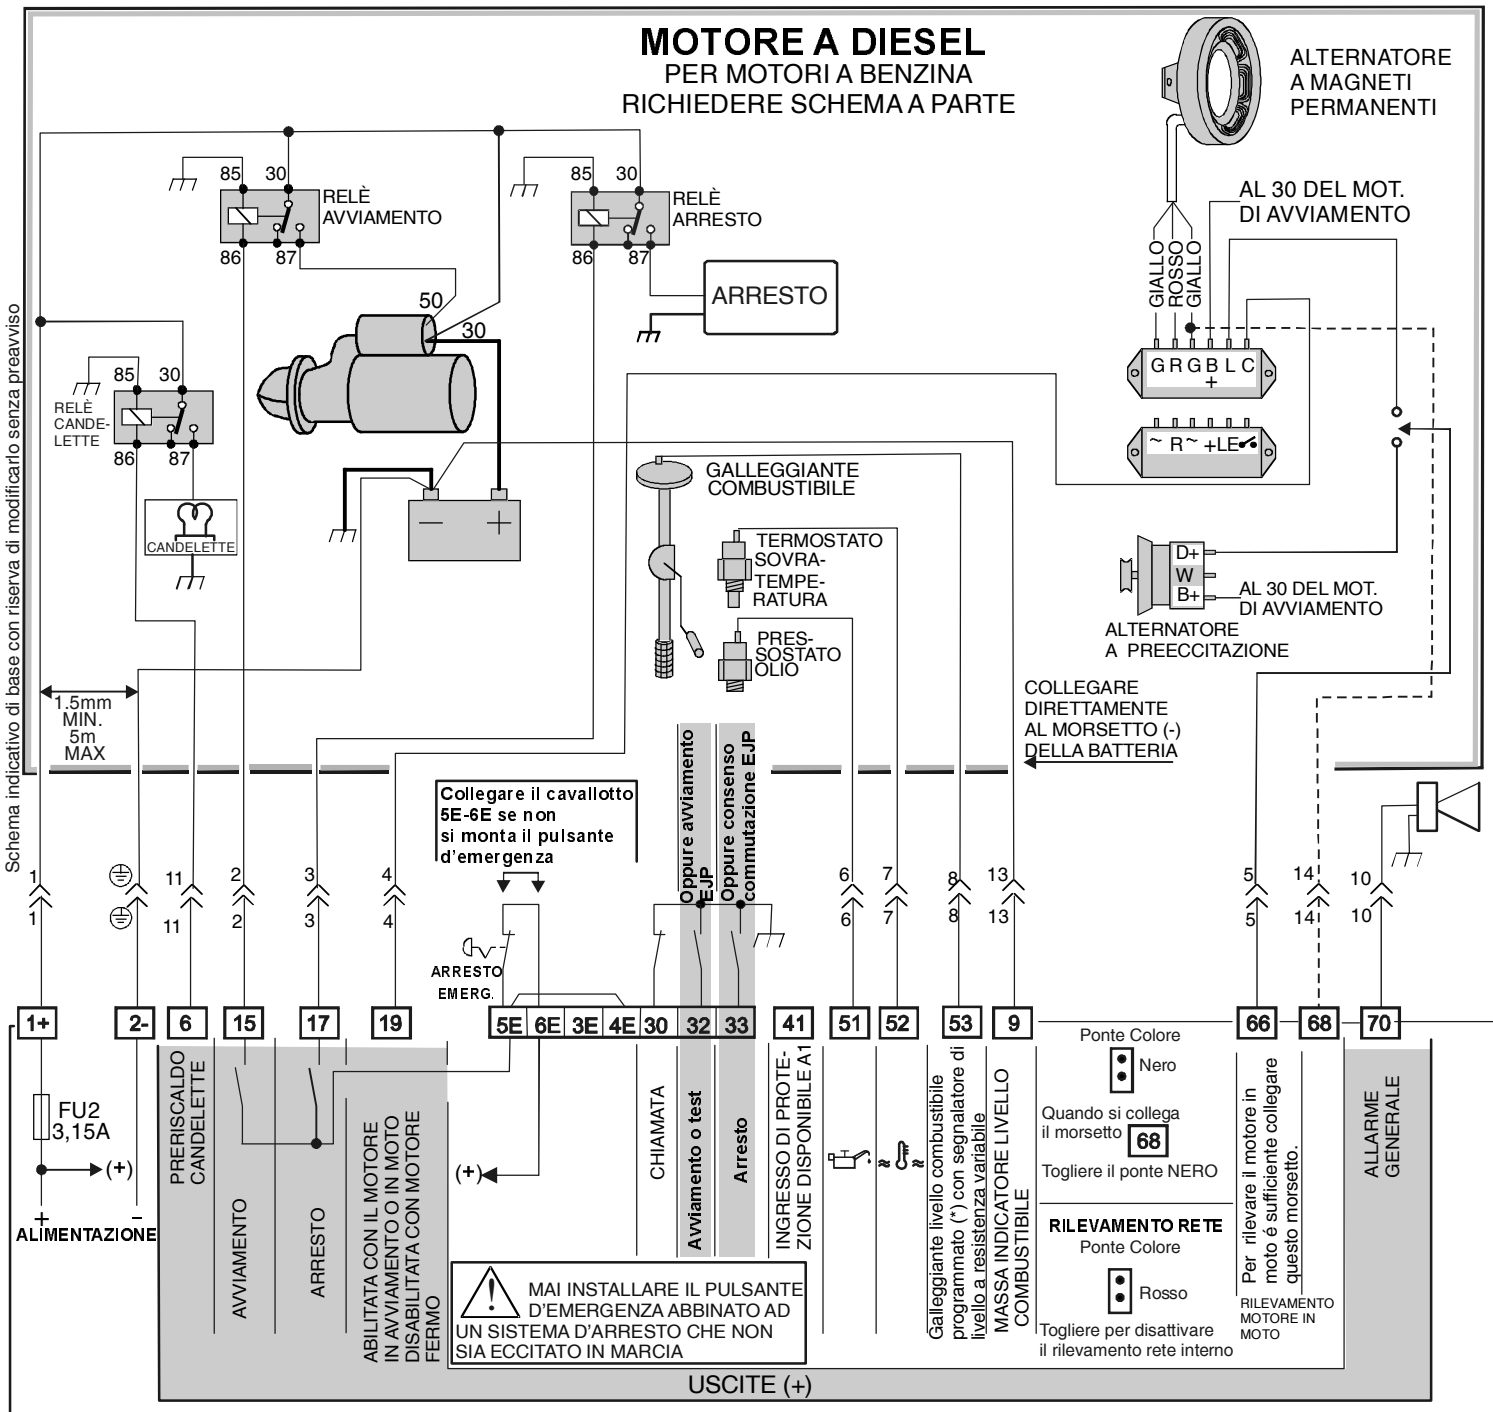 MOTORE A DIESEL
PER MOTORI A BENZINA
RICHIEDERE SCHEMA A PARTE
ALTERNATORE
A MAGNETI
PERMANENTI
85
30
RELÈ
AVVIAMENTO
86
87
85
30
RELÈ
ARRESTO
86
87
AL 30 DEL MOT.
DI AVVIAMENTO
GIALLO
ROSSO
GIALLO
ARRESTO
50
30
G R G B L C
+
~ R ~ +LE
85
30
RELÈ
CANDE-
LETTE
86
87
CANDELETTE
−
+
GALLEGGIANTE
COMBUSTIBILE
TERMOSTATO
SOVRA-
TEMPE-
RATURA
PRES-
SOSTATO
OLIO
D+
W
B+
AL 30 DEL MOT.
DI AVVIAMENTO
ALTERNATORE
A PREECCITAZIONE
COLLEGARE
DIRETTAMENTE
AL MORSETTO (-)
DELLA BATTERIA
1.5mm
MIN.
5m
MAX
Schema indicativo di base con riserva di modificarlo senza preavviso
Collegare il cavallotto
5E-6E se non
si monta il pulsante
d'emergenza
Oppure avviamento
EJP
Oppure consenso
commutazione EJP
1
11
2
3
4
6
7
8
13
5
14
10
1
11
2
3
4
6
7
8
13
5
14
10
ARRESTO
EMERG.
1+
2-
6
15
17
19
5E
6E
3E
4E
30
32
33
41
51
52
53
9
66
68
70
FU2
3,15A
(+)
+
−
ALIMENTAZIONE
PRERISCALDO
CANDELETTE
AVVIAMENTO
ARRESTO
ABILITATA CON IL MOTORE
IN AVVIAMENTO O IN MOTO
DISABILITATA CON MOTORE
FERMO
(+)
CHIAMATA
Avviamento o test
Arresto
INGRESSO DI PROTE-
ZIONE DISPONIBILE A1
Galleggiante livello combustibile
programmato (*) con segnalatore di
livello a resistenza variabile
MASSA INDICATORE LIVELLO
COMBUSTIBILE
Ponte Colore
Nero
Quando si collega
il morsetto 68
Togliere il ponte NERO
RILEVAMENTO RETE
Ponte Colore
Rosso
Togliere per disattivare
il rilevamento rete interno
Per rilevare il motore in
moto é sufficiente collegare
questo morsetto.
RILEVAMENTO
MOTORE IN
MOTO
ALLARME
GENERALE
! MAI INSTALLARE IL PULSANTE
D'EMERGENZA ABBINATO AD
UN SISTEMA D'ARRESTO CHE NON
SIA ECCITATO IN MARCIA
USCITE (+)